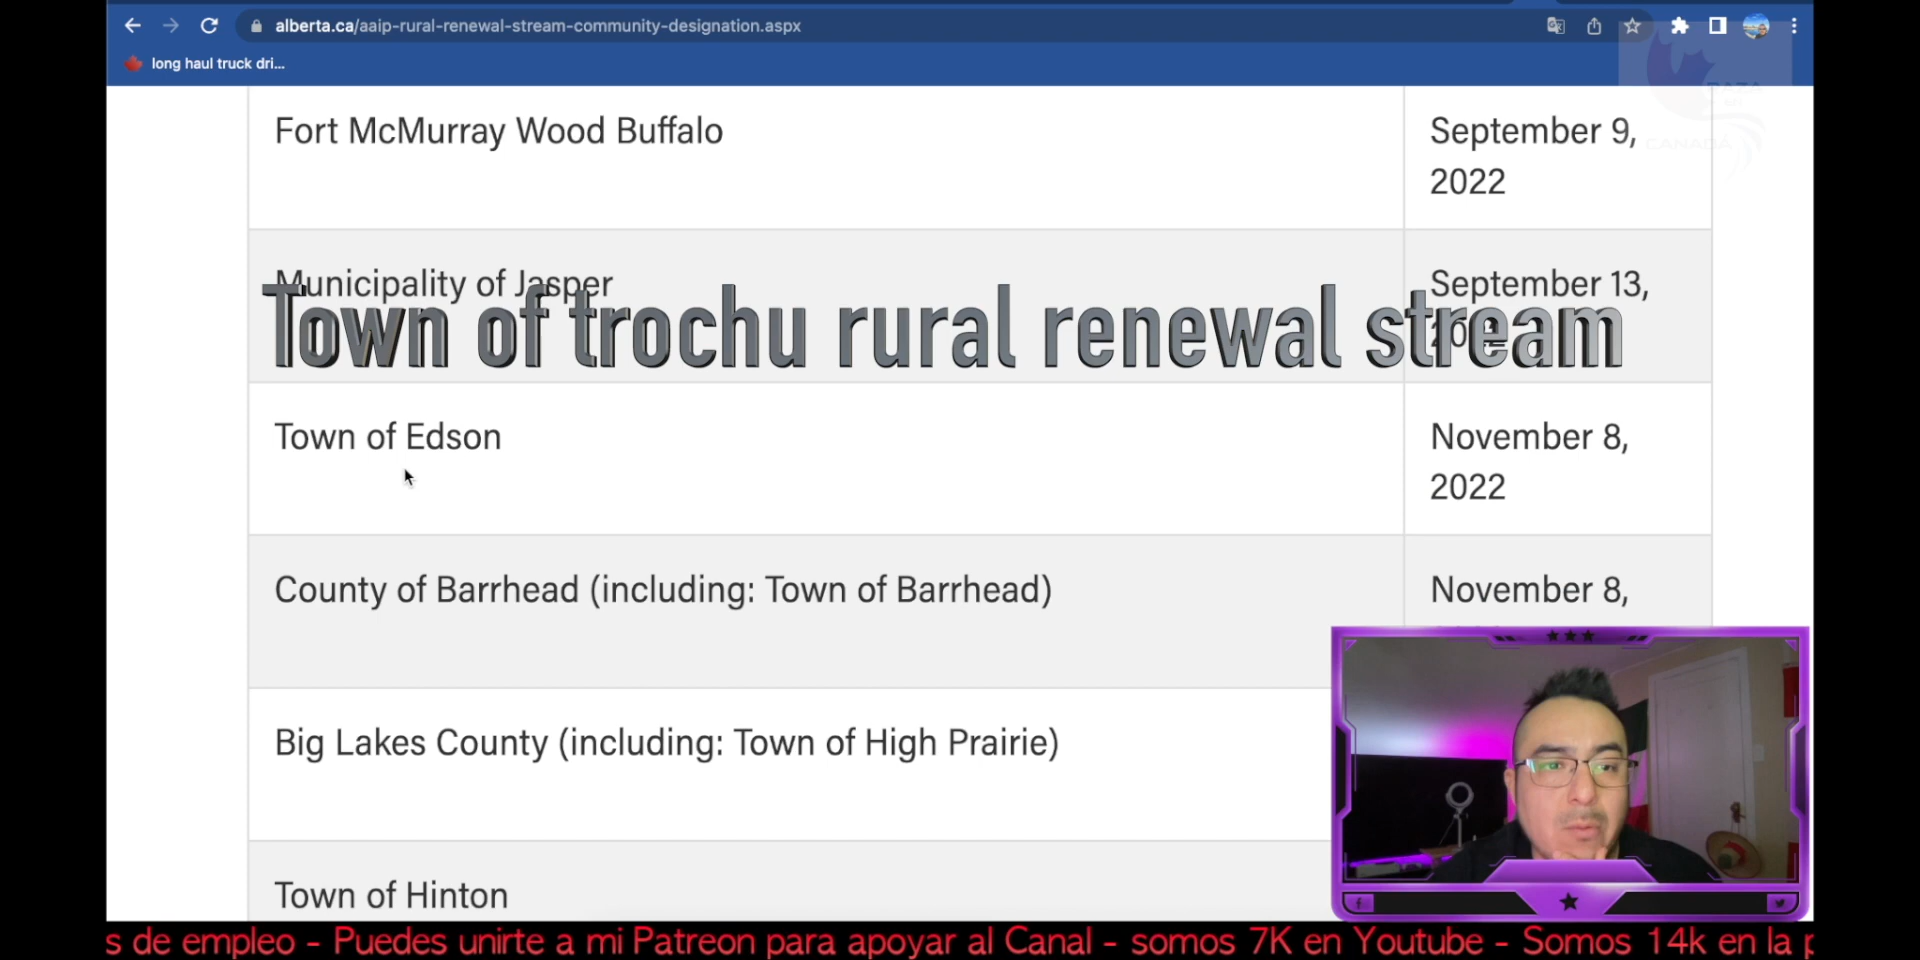 alberta.ca/aaip-rural-renewal-stream-community-designation.aspx
long haul truck dri...
Fort McMurray Wood Buffalo
September 9,
2022
Municipality of Jasper
September 13,
Town of trochu rural renewal stream
Town of Edson
November 8,
2022
County of Barrhead (including: Town of Barrhead)
November 8,
Big Lakes County (including: Town of High Prairie)
Town of Hinton
s de empleo - Puedes unirte a mi Patreon para apoyar al Canal - somos 7K en Youtube - Somos 14k en la p
CANADÁ